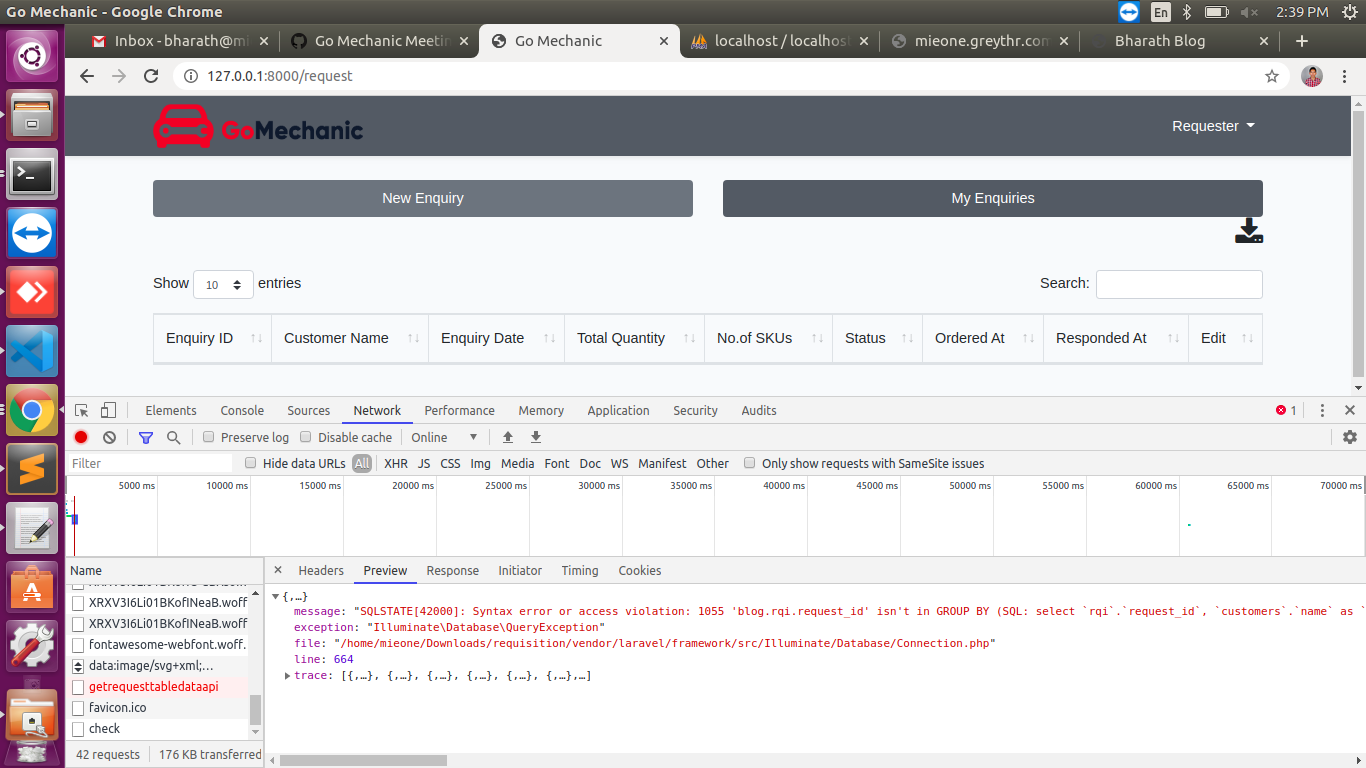 Go Mechanic - Google Chrome
En
2:39 PM
Inbox - bharath@mi
Go Mechanic Meetin
Go Mechanic
localhost / localhost
mieone.greythr.com
Bharath Blog
127.0.0.1:8000/request
GoMechanic
Requester
New Enquiry
My Enquiries
Show 10 entries
Search:
Enquiry ID Customer Name Enquiry Date Total Quantity No.of SKUs Status Ordered At Responded At Edit
Elements Console Sources Network Performance Memory Application Security Audits 1
Preserve log Disable cache Online
Filter Hide data URLs All XHR JS CSS Img Media Font Doc WS Manifest Other Only show requests with SameSite issues
5000 ms 10000 ms 15000 ms 20000 ms 25000 ms 30000 ms 35000 ms 40000 ms 45000 ms 50000 ms 55000 ms 60000 ms 65000 ms 70000 ms
Name
Headers Preview Response Initiator Timing Cookies
XRXV3I6Li01BKofINeaB.woff
XRXV3I6Li01BKofINeaB.woff
fontawesome-webfont.woff.
data:image/svg+xml;...
getrequesttabledataapi
favicon.ico
check
42 requests 176 KB transferred
{,…}
message: "SQLSTATE[42000]: Syntax error or access violation: 1055 'blog.rqi.request_id' isn't in GROUP BY (SQL: select `rqi`.`request_id`, `customers`.`name` as `
exception: "Illuminate\Database\QueryException"
file: "/home/mieone/Downloads/requisition/vendor/laravel/framework/src/Illuminate/Database/Connection.php"
line: 664
trace: [{,…}, {,…}, {,…}, {,…}, {,…}, {,…},…]